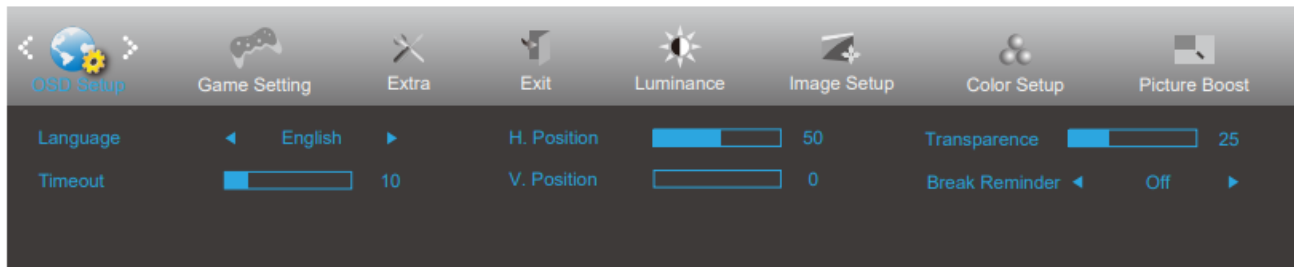 OSD Setup Game Setting Extra Exit Luminance Image Setup Color Setup Picture Boost
Language English H. Position 50 Transparence 25
Timeout 10 V. Position 0 Break Reminder Off